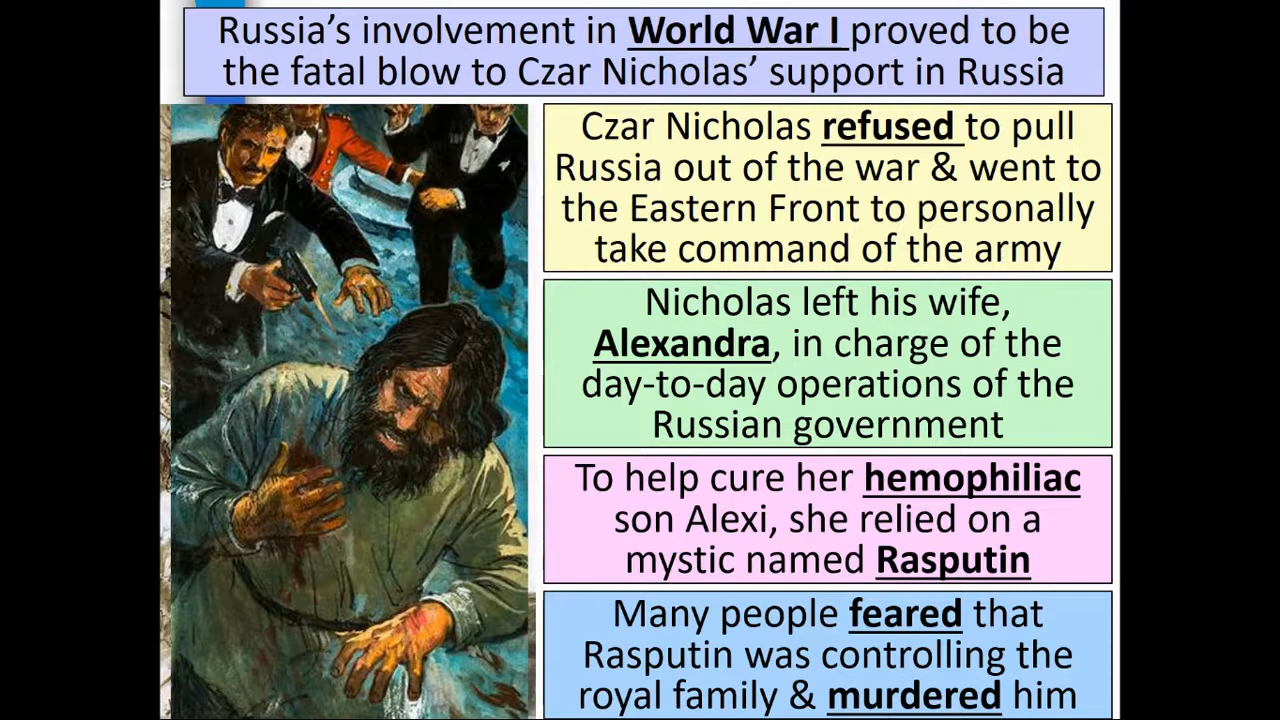 Russia’s involvement in World War I proved to be
the fatal blow to Czar Nicholas’ support in Russia
Czar Nicholas refused to pull
Russia out of the war & went to
the Eastern Front to personally
take command of the army
Nicholas left his wife,
Alexandra, in charge of the
day-to-day operations of the
Russian government
To help cure her hemophiliac
son Alexi, she relied on a
mystic named Rasputin
Many people feared that
Rasputin was controlling the
royal family & murdered him